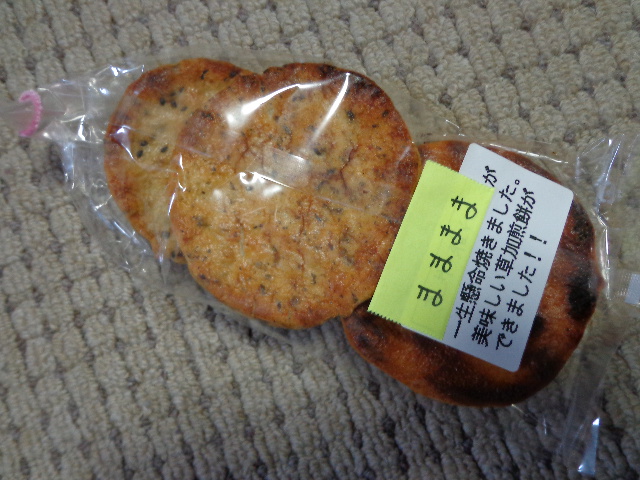 まままま
が
一生懸命焼きました。
美味しい草加煎餅が
できました!!